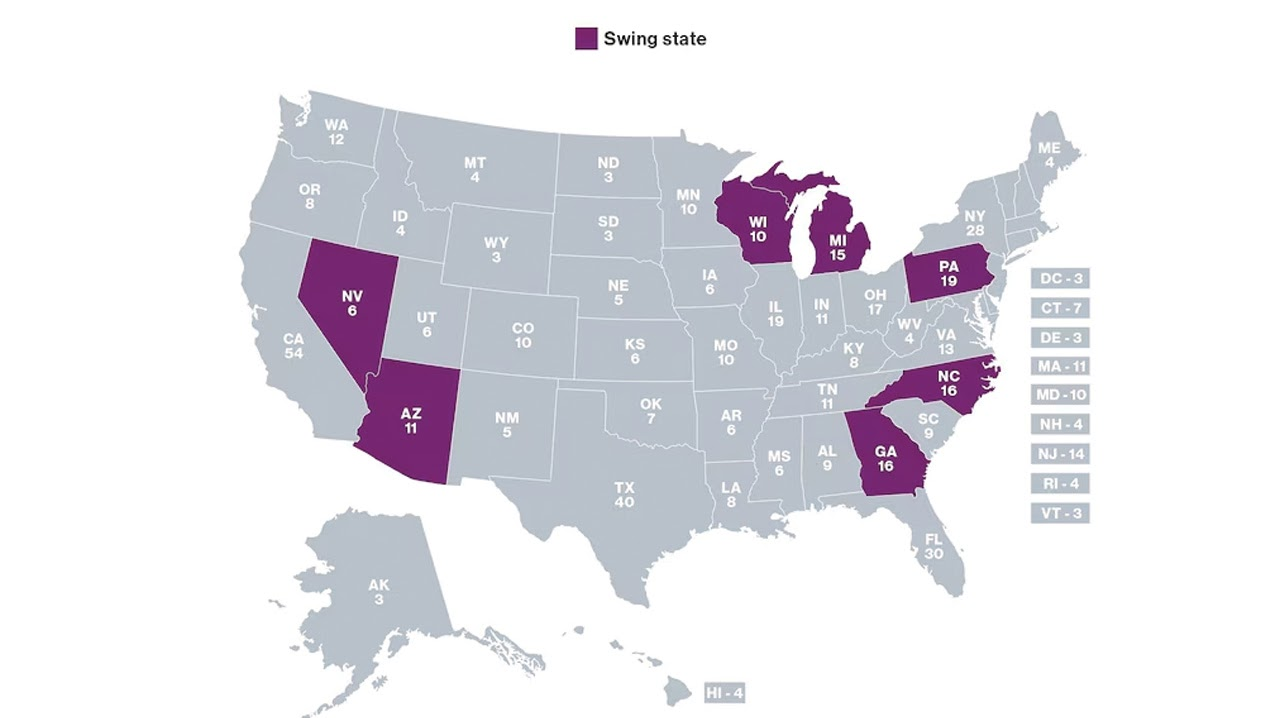 Swing state
WA
12
MT
4
ND
3
MN
10
ME
4
OR
8
ID
4
SD
3
WI
10
MI
15
NY
28
WY
3
PA
19
IA
6
NE
5
NV
6
UT
6
CO
10
IL
19
IN
11
OH
17
WV
4
VA
13
CA
54
KS
6
MO
10
KY
8
NC
16
TN
11
AZ
11
NM
5
OK
7
AR
6
SC
9
MS
6
AL
9
GA
16
TX
40
LA
8
FL
30
AK
3
HI - 4
DC - 3
CT - 7
DE - 3
MA - 11
MD - 10
NH - 4
NJ - 14
RI - 4
VT - 3